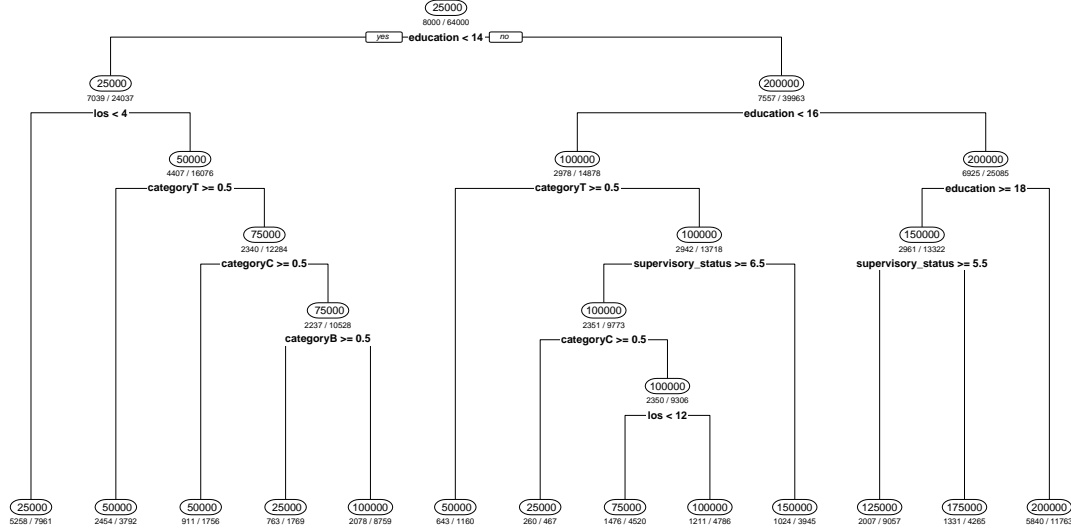 25000
8000 / 64000
yes education < 14 no
25000 200000
7039 / 24037 7557 / 39963
los < 4 education < 16
50000 100000 200000
4407 / 16076 2978 / 14878 6925 / 25085
categoryT >= 0.5 categoryT >= 0.5 education >= 18
75000 100000 150000
2340 / 12284 2942 / 13718 2961 / 13322
categoryC >= 0.5 supervisory_status >= 6.5 supervisory_status >= 5.5
75000 100000
2237 / 10528 2351 / 9773
categoryB >= 0.5 categoryC >= 0.5
100000
2350 / 9306
los < 12
25000 50000 50000 25000 100000 50000 25000 75000 100000 150000 125000 175000 200000
5258 / 7961 2454 / 3792 911 / 1756 763 / 1769 2078 / 8759 643 / 1160 260 / 467 1476 / 4520 1211 / 4786 1024 / 3945 2007 / 9057 1331 / 4265 5840 / 11763